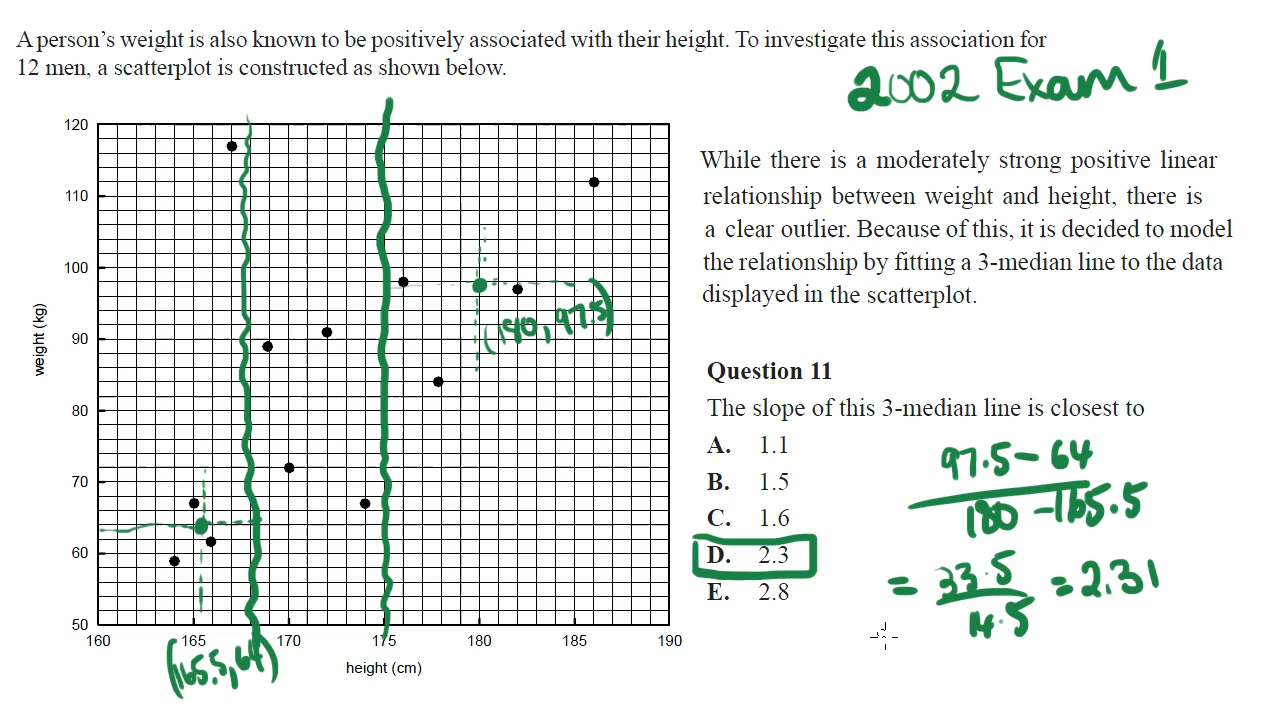 A person's weight is also known to be positively associated with their height. To investigate this association for
12 men, a scatterplot is constructed as shown below.
2002 Exam 1
120
110
100
90
80
70
60
50
160 165 170 175 180 185 190
weight (kg)
height (cm)
(180, 97.5)
(165.5, 64)
While there is a moderately strong positive linear
relationship between weight and height, there is
a clear outlier. Because of this, it is decided to model
the relationship by fitting a 3-median line to the data
displayed in the scatterplot.
Question 11
The slope of this 3-median line is closest to
A. 1.1
B. 1.5
C. 1.6
D. 2.3
E. 2.8
97.5 - 64
180 - 165.5
= 33.5 = 2.31
14.5